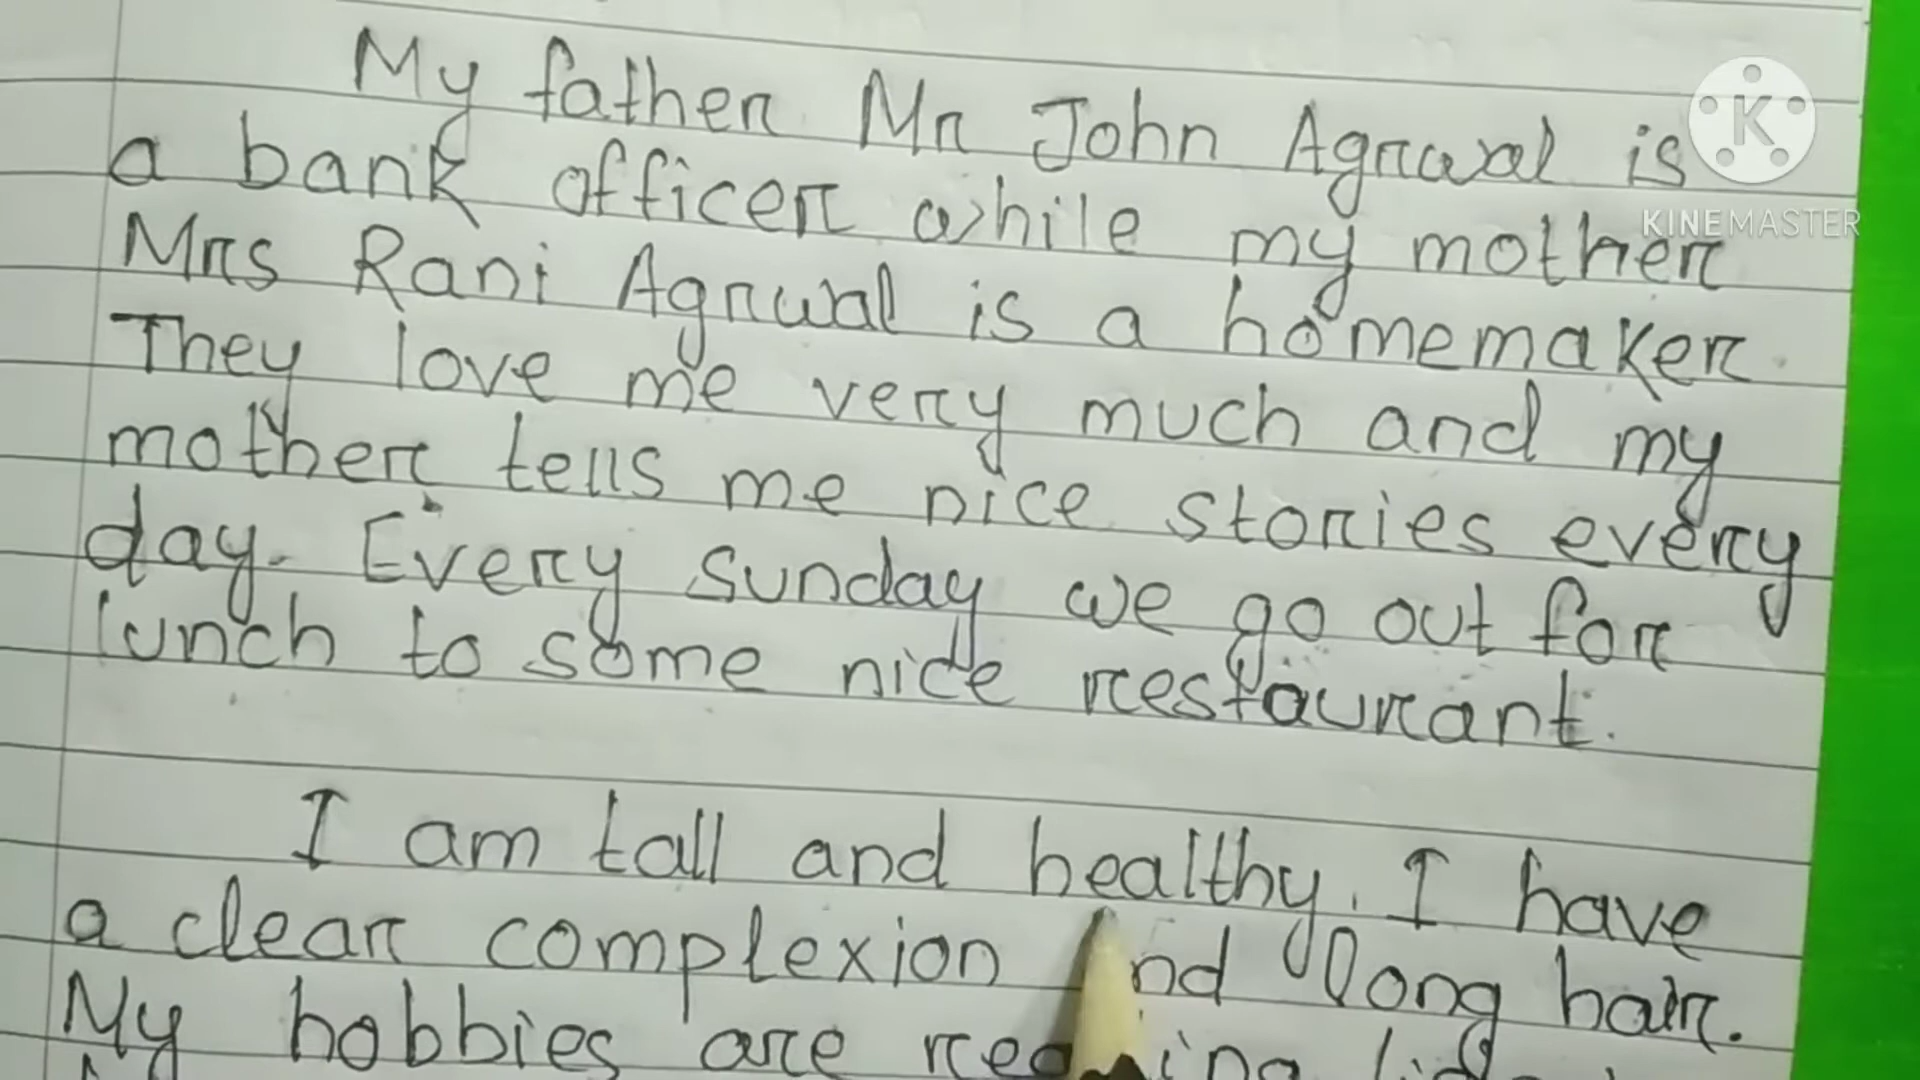 My father Mr John Agrwal is
a bank officer while my mother
Mrs Rani Agrwal is a homemaker.
They love me very much and my
mother tells me nice stories every
day. Every sunday we go out for
lunch to some nice restaurant.
I am tall and healthy. I have
a clear complexion and long hair.
My hobbies are reading
K
KINEMASTER